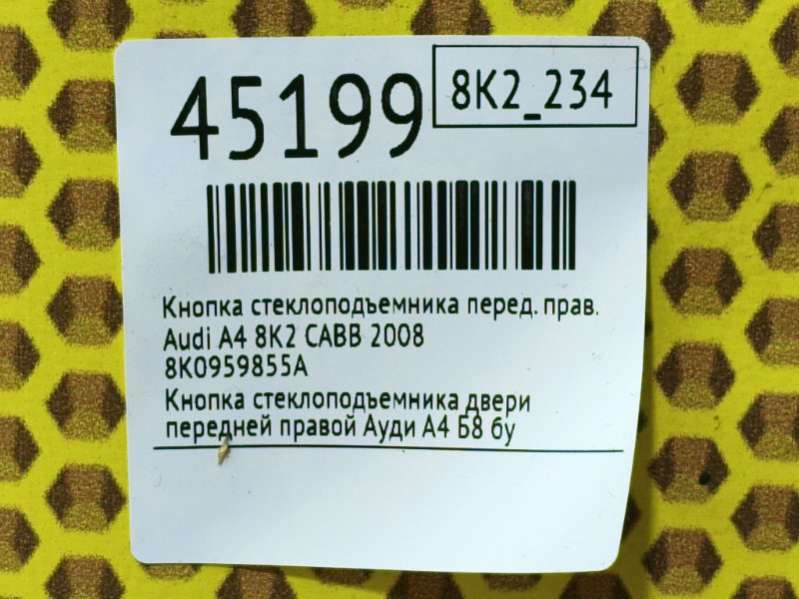 45199
8K2_234
Кнопка стеклоподъемника перед. прав.
Audi A4 8K2 CABB 2008
8K0959855A
Кнопка стеклоподъемника двери
передней правой Ауди А4 Б8 бу